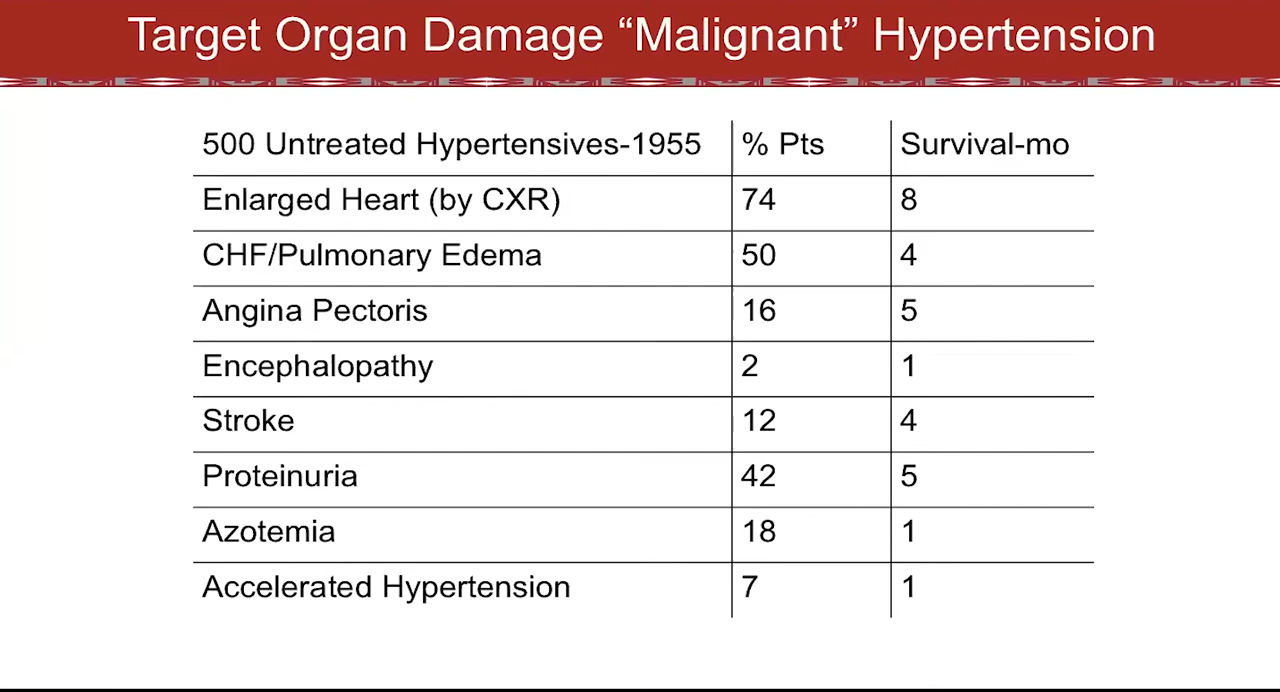 Target Organ Damage “Malignant” Hypertension
500 Untreated Hypertensives-1955 % Pts Survival-mo
Enlarged Heart (by CXR) 74 8
CHF/Pulmonary Edema 50 4
Angina Pectoris 16 5
Encephalopathy 2 1
Stroke 12 4
Proteinuria 42 5
Azotemia 18 1
Accelerated Hypertension 7 1